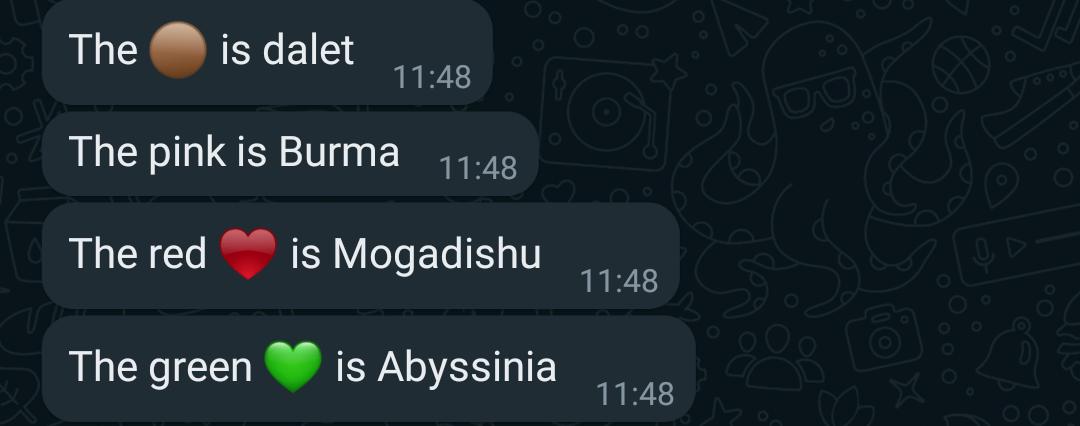 The 🟤 is dalet
11:48
The pink is Burma
11:48
The red ❤️ is Mogadishu
11:48
The green 💚 is Abyssinia
11:48